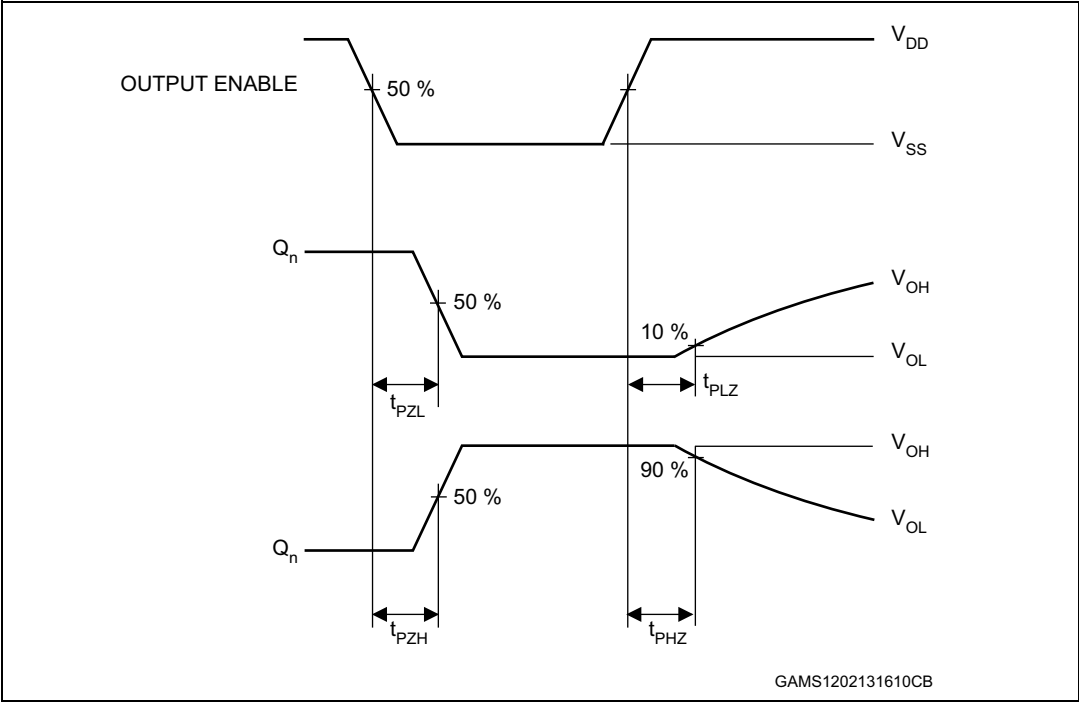 V_DD
OUTPUT ENABLE
50 %
V_SS
Q_n
V_OH
50 %
10 %
V_OL
t_PZL
t_PLZ
V_OH
90 %
50 %
V_OL
Q_n
t_PZH
t_PHZ
GAMS1202131610CB